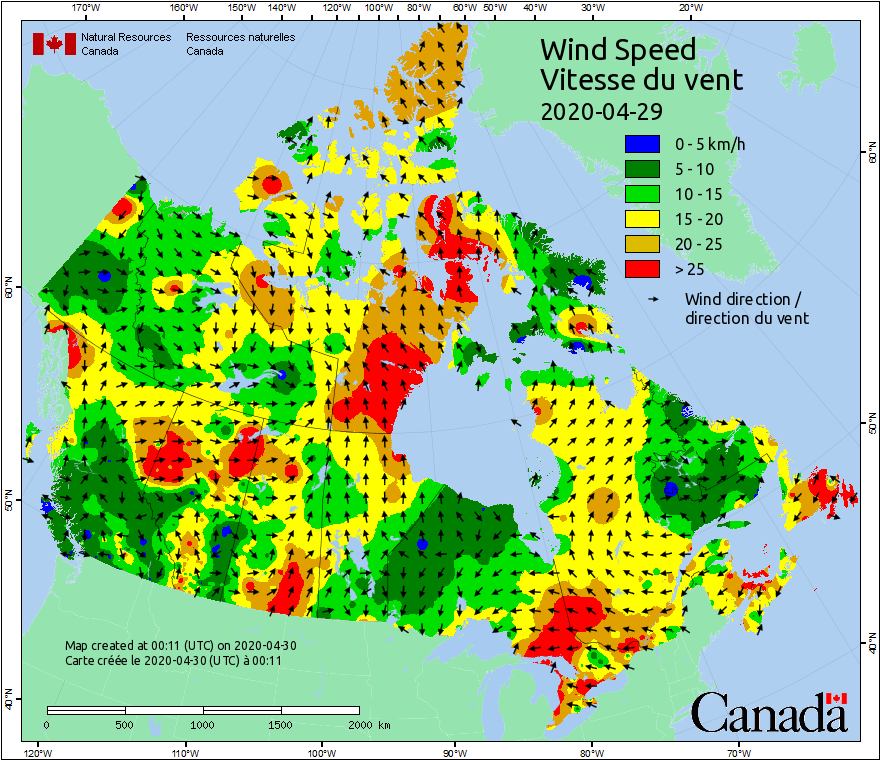 170°W 160°W 150°W 140°W 130°W 120°W 110°W 100°W 90°W 80°W 70°W 60°W 50°W 40°W 30°W 20°W
Natural Resources Canada
Ressources naturelles Canada
Wind Speed
Vitesse du vent
2020-04-29
0 - 5 km/h
5 - 10
10 - 15
15 - 20
20 - 25
> 25
Wind direction /
direction du vent
60°N
60°N
50°N
50°N
40°N
40°N
Map created at 00:11 (UTC) on 2020-04-30
Carte créée le 2020-04-30 (UTC) à 00:11
0 500 1000 1500 2000 km
Canada
120°W 110°W 100°W 90°W 80°W 70°W